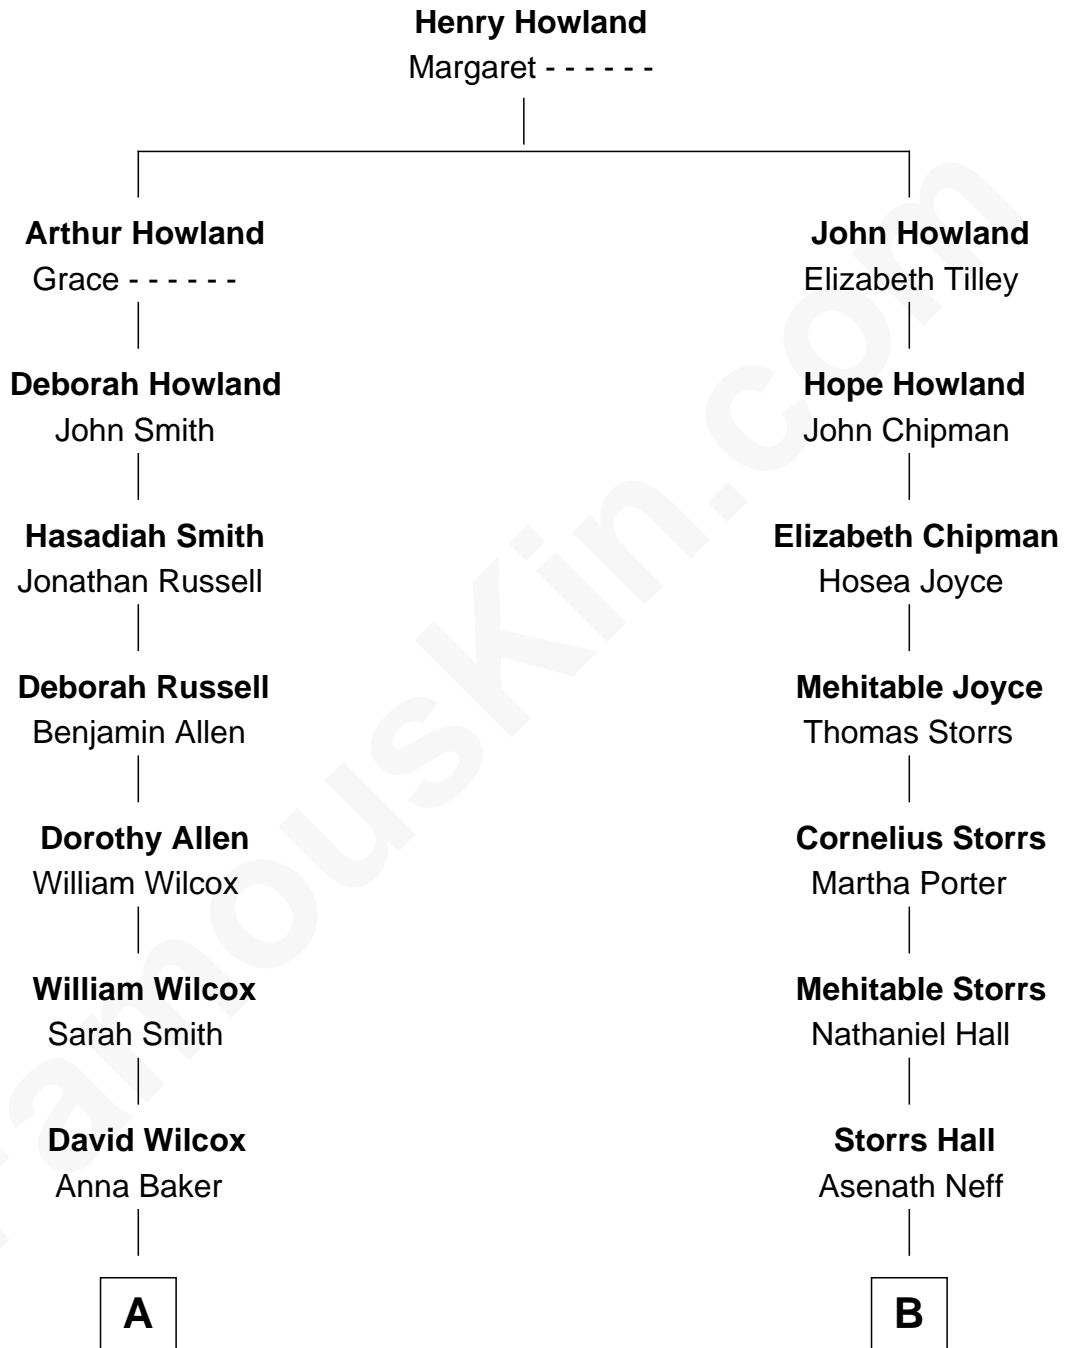 Henry Howland
Margaret - - - - - -
Arthur Howland
Grace - - - - - -
John Howland
Elizabeth Tilley
Deborah Howland
John Smith
Hope Howland
John Chipman
Hasadiah Smith
Jonathan Russell
Elizabeth Chipman
Hosea Joyce
Deborah Russell
Benjamin Allen
Mehitable Joyce
Thomas Storrs
Dorothy Allen
William Wilcox
Cornelius Storrs
Martha Porter
William Wilcox
Sarah Smith
Mehitable Storrs
Nathaniel Hall
David Wilcox
Anna Baker
Storrs Hall
Asenath Neff
A
B
FamousKin.com